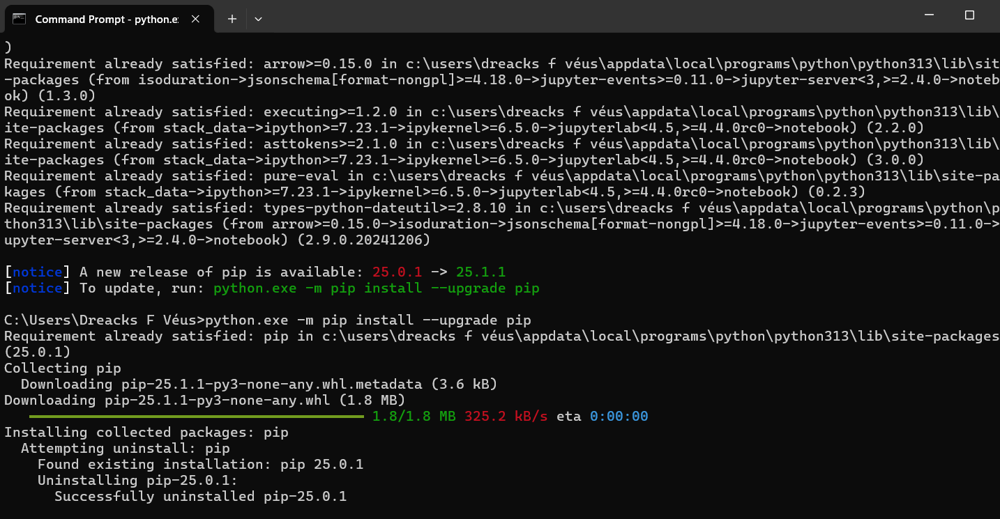 Command Prompt - python.e
)
Requirement already satisfied: arrow>=0.15.0 in c:\users\dreacks f véus\appdata\local\programs\python\python313\lib\sit
-packages (from isoduration->jsonschema[format-nongpl]>=4.18.0->jupyter-events>=0.11.0->jupyter-server<3,>=2.4.0->noteb
ok) (1.3.0)
Requirement already satisfied: executing>=1.2.0 in c:\users\dreacks f véus\appdata\local\programs\python\python313\lib\
ite-packages (from stack_data->ipython>=7.23.1->ipykernel>=6.5.0->jupyterlab<4.5,>=4.4.0rc0->notebook) (2.2.0)
Requirement already satisfied: asttokens>=2.1.0 in c:\users\dreacks f véus\appdata\local\programs\python\python313\lib\
ite-packages (from stack_data->ipython>=7.23.1->ipykernel>=6.5.0->jupyterlab<4.5,>=4.4.0rc0->notebook) (3.0.0)
Requirement already satisfied: pure-eval in c:\users\dreacks f véus\appdata\local\programs\python\python313\lib\site-pa
kages (from stack_data->ipython>=7.23.1->ipykernel>=6.5.0->jupyterlab<4.5,>=4.4.0rc0->notebook) (0.2.3)
Requirement already satisfied: types-python-dateutil>=2.8.10 in c:\users\dreacks f véus\appdata\local\programs\python\p
thon313\lib\site-packages (from arrow>=0.15.0->isoduration->jsonschema[format-nongpl]>=4.18.0->jupyter-events>=0.11.0->
upyter-server<3,>=2.4.0->notebook) (2.9.0.20241206)
[notice] A new release of pip is available: 25.0.1 -> 25.1.1
[notice] To update, run: python.exe -m pip install --upgrade pip
C:\Users\Dreacks F Véus>python.exe -m pip install --upgrade pip
Requirement already satisfied: pip in c:\users\dreacks f véus\appdata\local\programs\python\python313\lib\site-packages
(25.0.1)
Collecting pip
Downloading pip-25.1.1-py3-none-any.whl.metadata (3.6 kB)
Downloading pip-25.1.1-py3-none-any.whl (1.8 MB)
1.8/1.8 MB 325.2 kB/s eta 0:00:00
Installing collected packages: pip
Attempting uninstall: pip
Found existing installation: pip 25.0.1
Uninstalling pip-25.0.1:
Successfully uninstalled pip-25.0.1